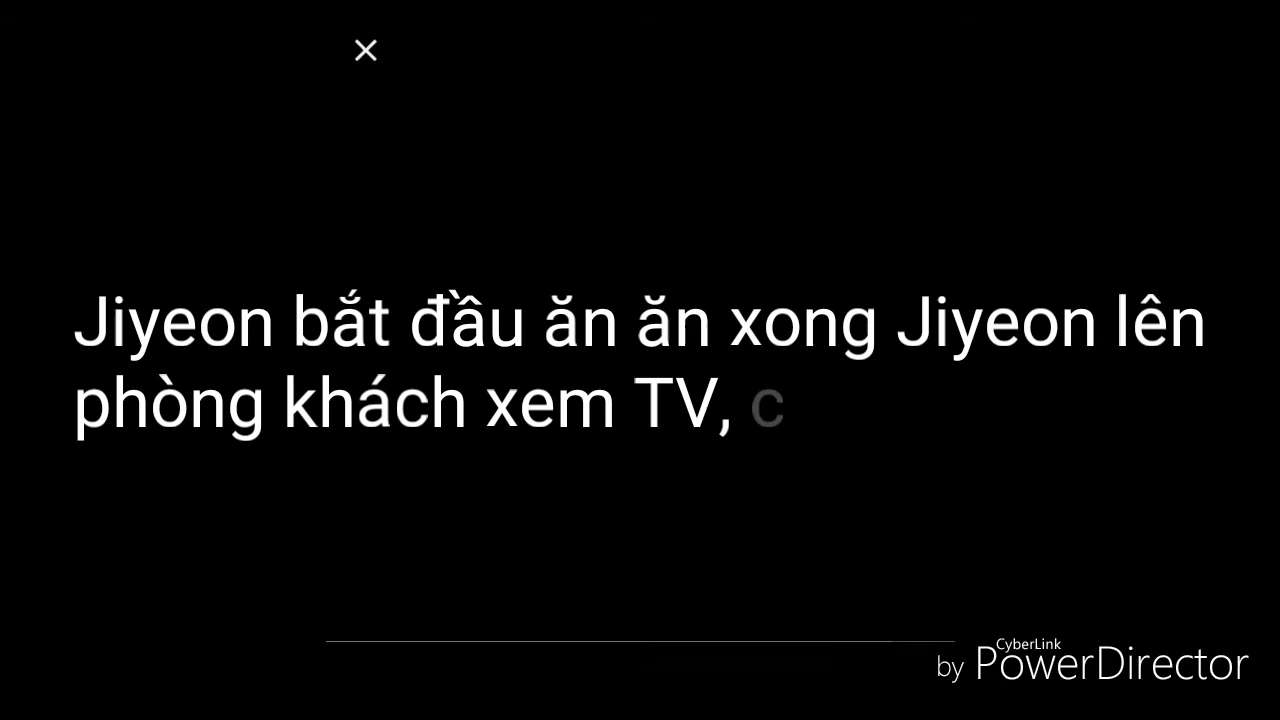 Jiyeon bắt đầu ăn ăn xong Jiyeon lên
phòng khách xem TV, c
CyberLink
by PowerDirector